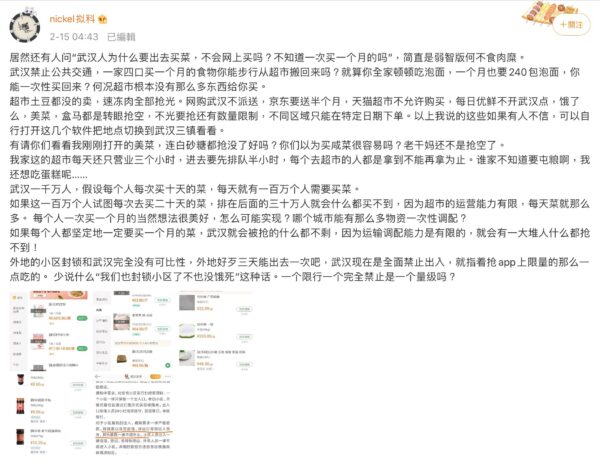 nickel拟料
2-15 04:43 已编辑
+關注
居然还有人问“武汉人为什么要出去买菜，不会网上买吗？不知道一次买一个月的吗”，简直是弱智版何不食肉糜。
武汉禁止公共交通，一家四口买一个月的食物你能步行从超市搬回来吗？就算你全家顿顿吃泡面，一个月也要240包泡面，你
能一次性买回来？何况超市根本没有那么多东西给你买。
超市土豆都没的卖，速冻肉全部抢光。网购武汉不派送，京东要送半个月，天猫超市不允许购买，每日优鲜不开武汉点，饿了
么，美菜，盒马都是转眼抢空，不光要抢还有数量限制，不同区域只能在特定日期下单。以上我说的这些如果有人不信，可以自
行打开这几个软件把地点切换到武汉三镇看看。
有请你们看看我刚刚打开的美菜，连白砂糖都抢没了好吗？你们以为买咸菜很容易吗？老干妈还不是抢空了。
我家这的超市每天还只营业三个小时，进去要先排队半小时，每个去超市的人都是拿到不能再拿为止。谁家不知道要屯粮啊，我
还想吃蛋糕呢……
武汉一千万人，假设每个人每次买十天的菜，每天就有一百万个人需要买菜。
如果这一百万个人试图每次去买二十天的菜，排在后面的三十万人就会什么都买不到，因为超市的运营能力有限，每天菜就那么
多。 每个人一次买一个月的当然想法很美好，怎么可能实现？哪个城市能有那么多物资一次性调配？
如果每个人都坚定地一定要买一个月的，武汉就会被抢的什么都不剩，因为运输调配能力是有限的，就会有一大堆人什么都抢
不到！
外地的小区封锁和武汉完全没有可比性，外地好歹三天能出去一次吧，武汉现在是全面禁止出入，就指着抢app上限量的那么一
点吃的。 少说什么“我们也封锁小区了不也没饿死”这种话。一个限行一个完全禁止是一个量级吗？